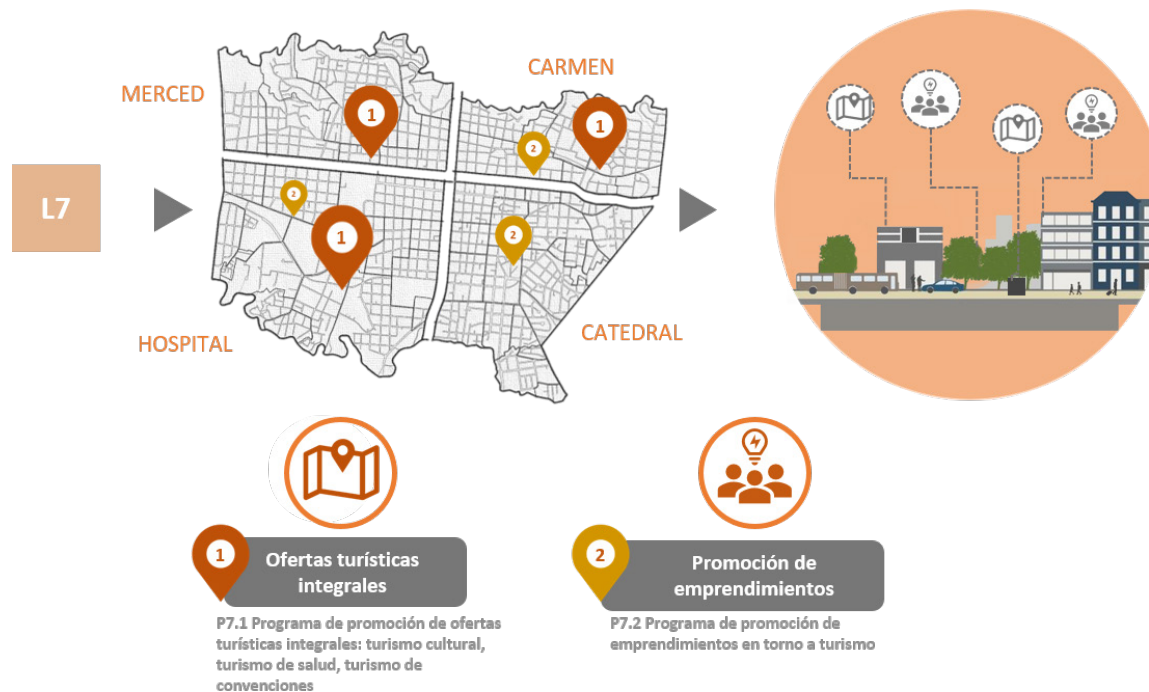 MERCED
CARMEN
1
1
2
L7
2
1
2
HOSPITAL
CATEDRAL
1
Ofertas turísticas
integrales
2
Promoción de
emprendimientos
P7.1 Programa de promoción de ofertas
turísticas integrales: turismo cultural,
turismo de salud, turismo de
convenciones
P7.2 Programa de promoción de
emprendimientos en torno a turismo